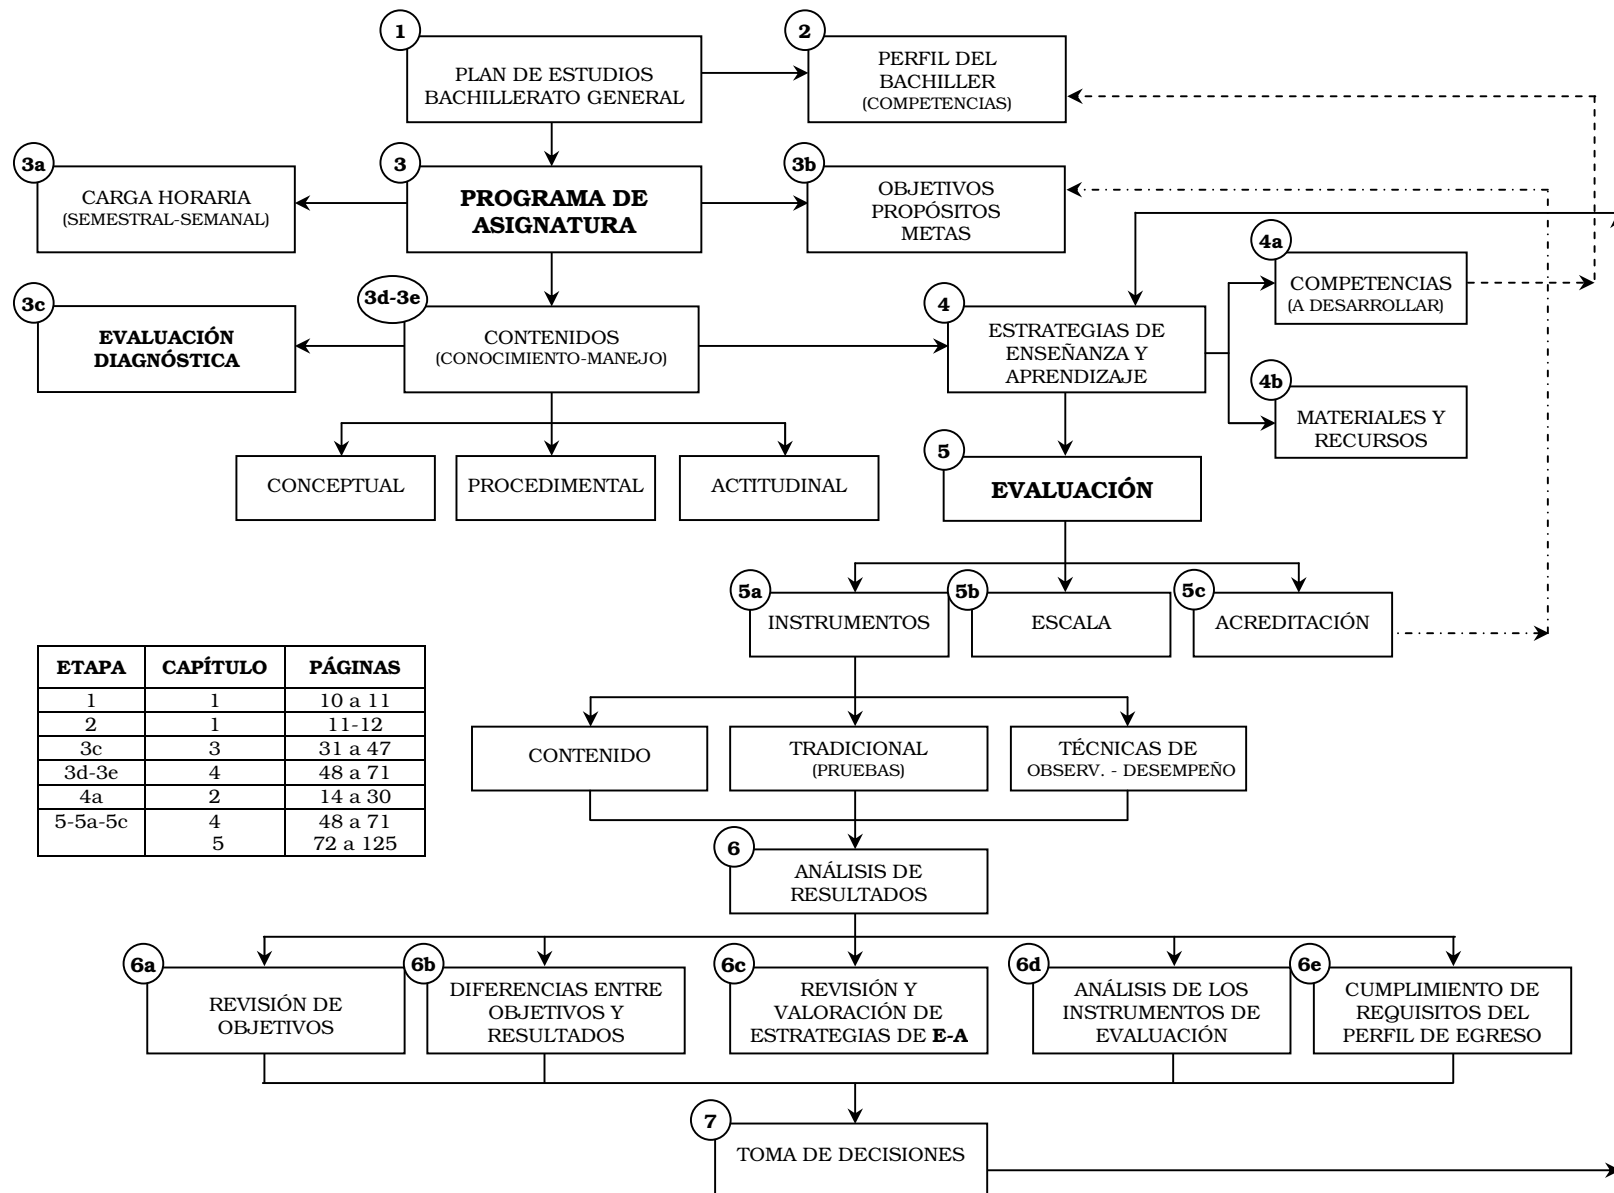 1
PLAN DE ESTUDIOS
BACHILLERATO GENERAL
2
PERFIL DEL
BACHILLER
(COMPETENCIAS)
3a
CARGA HORARIA
(SEMESTRAL-SEMANAL)
3
PROGRAMA DE
ASIGNATURA
3b
OBJETIVOS
PROPÓSITOS
METAS
3c
EVALUACIÓN
DIAGNÓSTICA
3d-3e
CONTENIDOS
(CONOCIMIENTO-MANEJO)
4
ESTRATEGIAS DE
ENSEÑANZA Y
APRENDIZAJE
4a
COMPETENCIAS
(A DESARROLLAR)
4b
MATERIALES Y
RECURSOS
CONCEPTUAL
PROCEDIMENTAL
ACTITUDINAL
5
EVALUACIÓN
5a
INSTRUMENTOS
5b
ESCALA
5c
ACREDITACIÓN
ETAPA CAPÍTULO PÁGINAS
1 1 10 a 11
2 1 11-12
3c 3 31 a 47
3d-3e 4 48 a 71
4a 2 14 a 30
5-5a-5c 4 48 a 71
5 72 a 125
CONTENIDO
TRADICIONAL
(PRUEBAS)
TÉCNICAS DE
OBSERV. - DESEMPEÑO
6
ANÁLISIS DE
RESULTADOS
6a
REVISIÓN DE
OBJETIVOS
6b
DIFERENCIAS ENTRE
OBJETIVOS Y
RESULTADOS
6c
REVISIÓN Y
VALORACIÓN DE
ESTRATEGIAS DE E-A
6d
ANÁLISIS DE LOS
INSTRUMENTOS DE
EVALUACIÓN
6e
CUMPLIMIENTO DE
REQUISITOS DEL
PERFIL DE EGRESO
7
TOMA DE DECISIONES